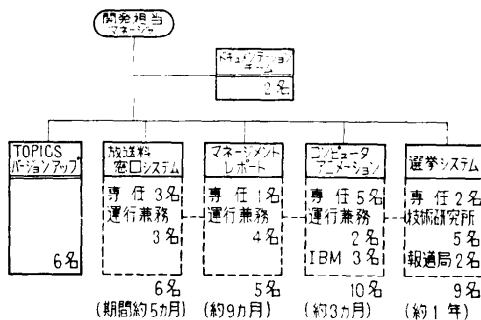 開発担当
マネージャ
ドキュメンテーション
チーム
2名
TOPICS
バージョンアップ
6名
放送料
窓口システム
専任3名
運行兼務
3名
6名
(期間約5カ月)
マネージメント
レポート
専任1名
運行兼務
4名
5名
(約9カ月)
コンピュータ
アニメーション
専任5名
運行兼務
2名
IBM 3名
10名
(約3カ月)
選挙システム
専任2名
技術研究所
5名
報道局2名
9名
(約1年)